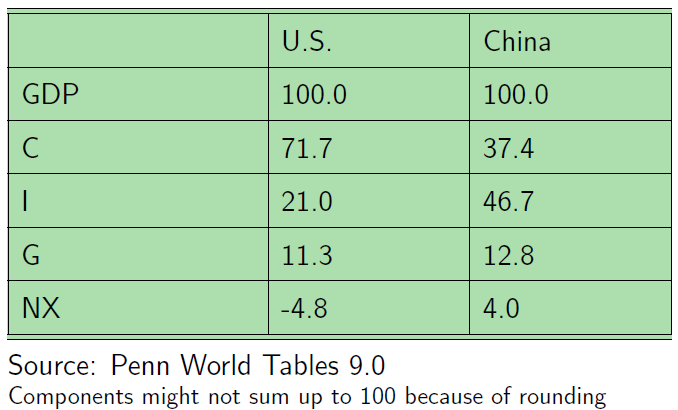 U.S. China
GDP 100.0 100.0
C 71.7 37.4
I 21.0 46.7
G 11.3 12.8
NX -4.8 4.0
Source: Penn World Tables 9.0
Components might not sum up to 100 because of rounding